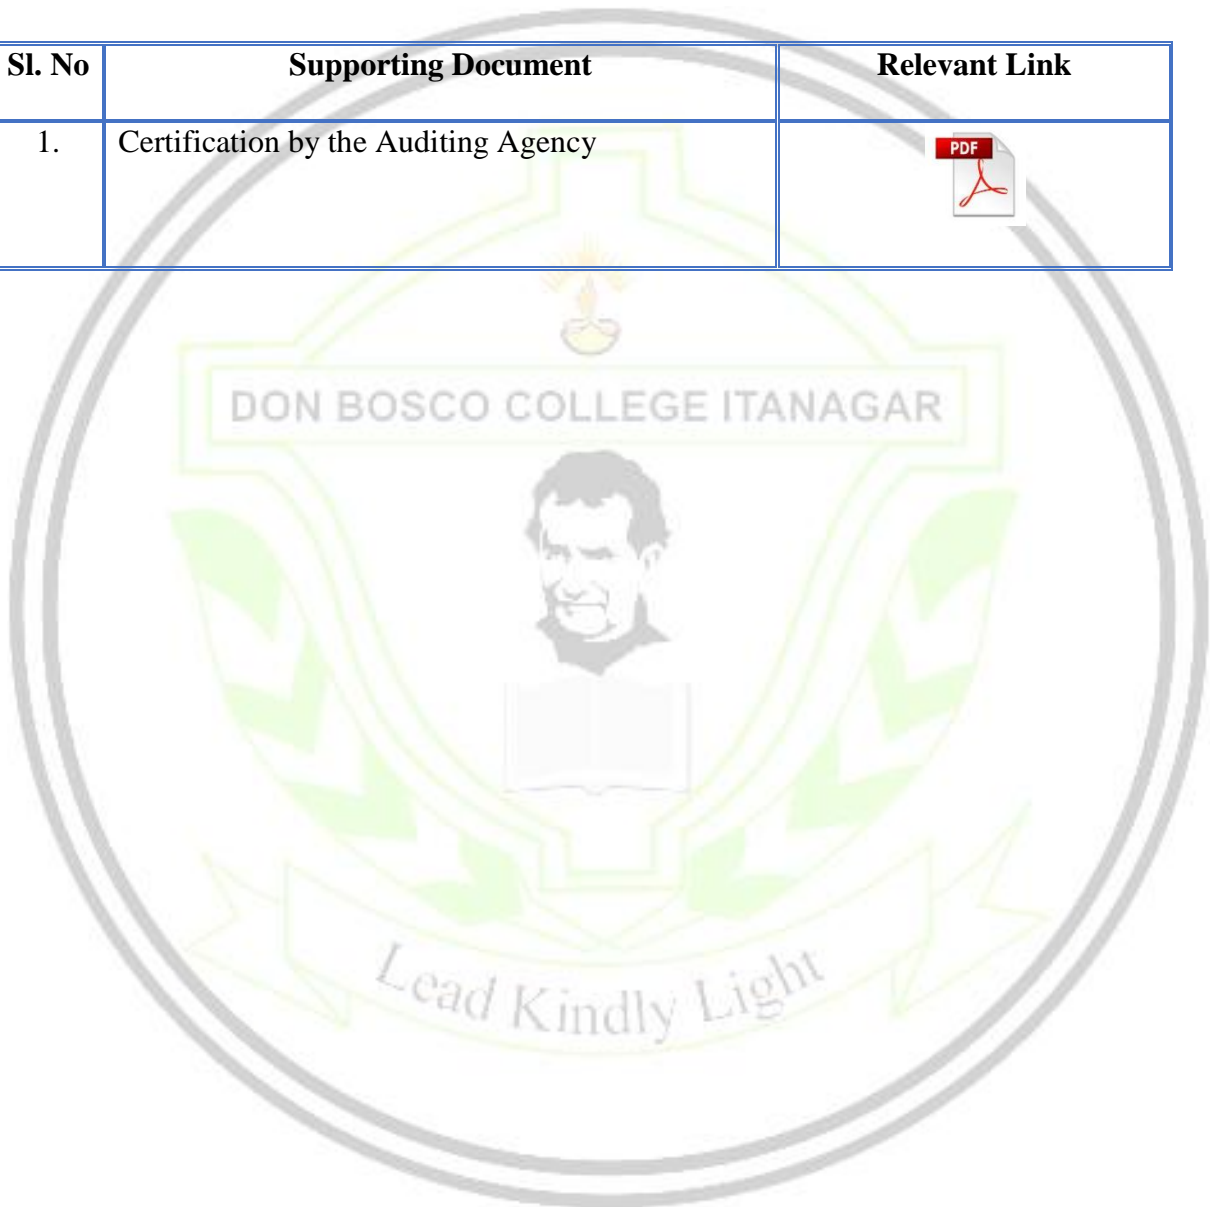 Sl. No Supporting Document Relevant Link
1. Certification by the Auditing Agency PDF
DON BOSCO COLLEGE ITANAGAR
Lead Kindly Light